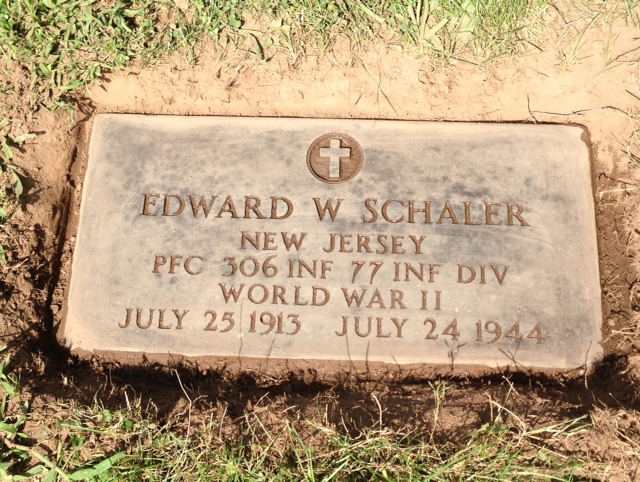 EDWARD W SCHALER
NEW JERSEY
PFC 306 INF 77 INF DIV
WORLD WAR II
JULY 25 1913 JULY 24 1944